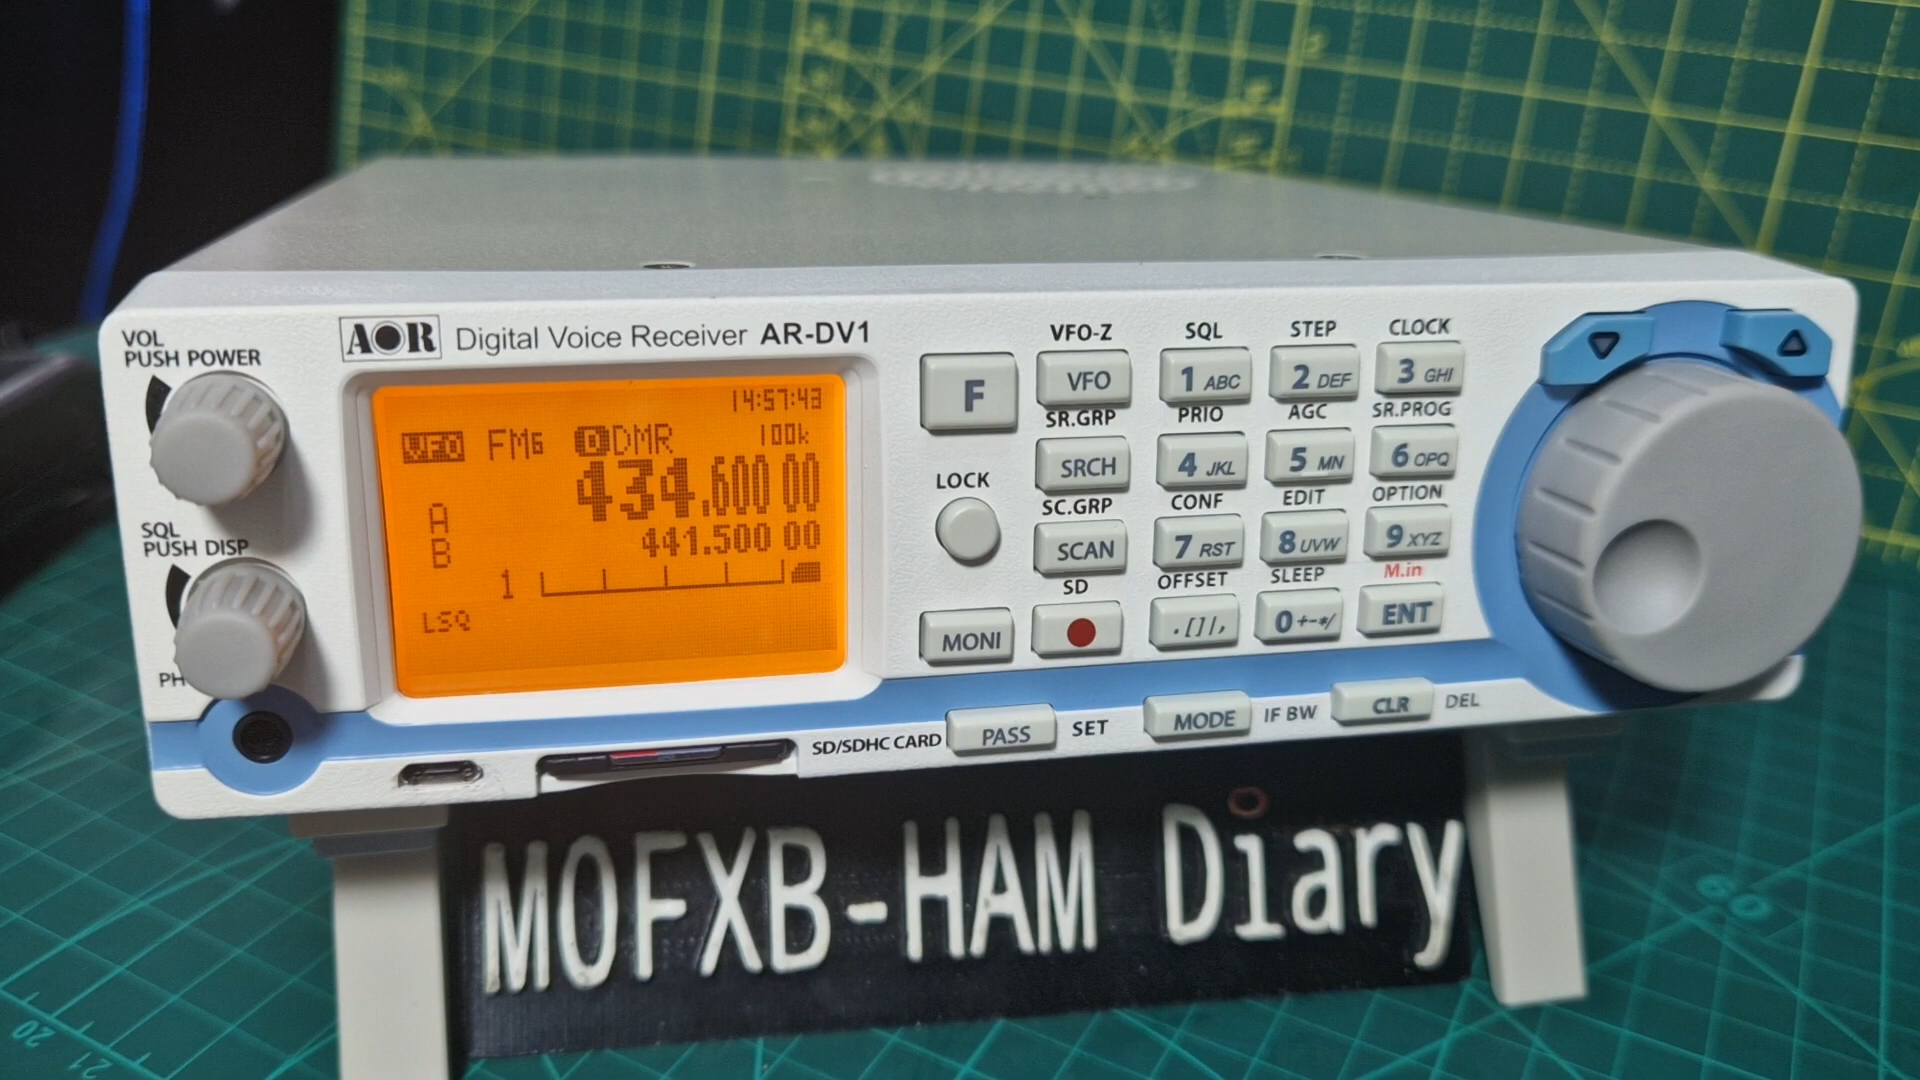 VOL
PUSH POWER
AOR Digital Voice Receiver AR-DV1
14:57:43
VFO FM6 D DMR 100k
434.600 00
A
B 441.500 00
1
LSQ
SQL
PUSH DISP
PH
F
LOCK
MONI
VFO-Z SQL STEP CLOCK
VFO 1 ABC 2 DEF 3 GHI
SR.GRP PRIO AGC SR.PROG
SRCH 4 JKL 5 MN 6 OPQ
SC.GRP CONF EDIT OPTION
SCAN 7 RST 8 UVW 9 XYZ
SD OFFSET SLEEP M.in
.[]|, 0 +-*/ ENT
SD/SDHC CARD PASS SET MODE IF BW CLR DEL
M0FXB-HAM Diary
60
20
21